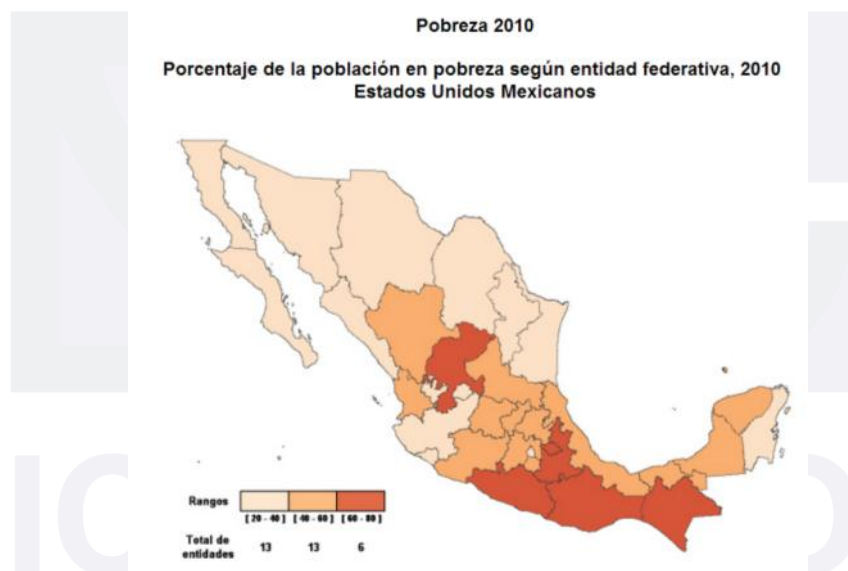 Pobreza 2010
Porcentaje de la población en pobreza según entidad federativa, 2010
Estados Unidos Mexicanos
Rangos
[ 20 - 40 ] [ 40 - 60 ] [ 60 - 80 ]
Total de
entidades
13 13 6